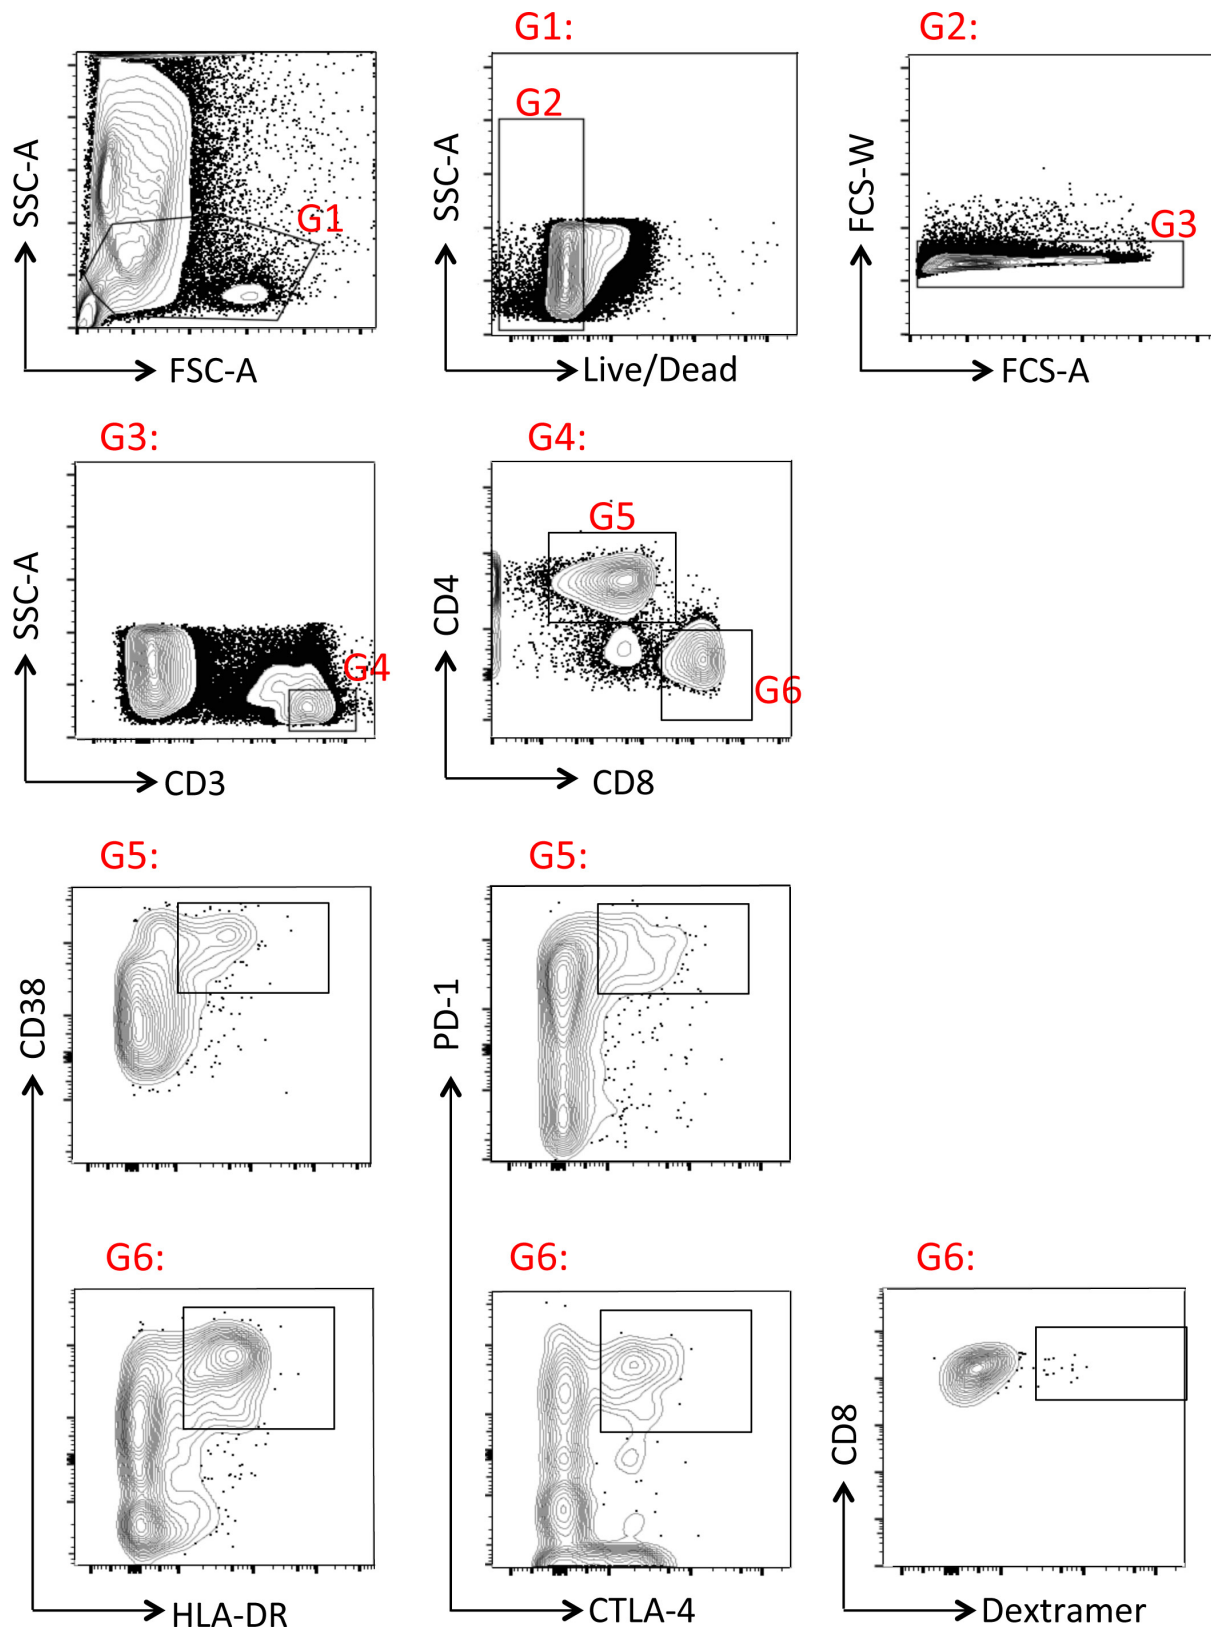 G1:
G2:
G2
SSC-A
G1
FSC-A
SSC-A
Live/Dead
FCS-W
G3
FCS-A
G3:
G4:
SSC-A
G4
CD3
G5
CD4
G6
CD8
G5:
G5:
CD38
PD-1
G6:
G6:
G6:
CD8
HLA-DR
CTLA-4
Dextramer